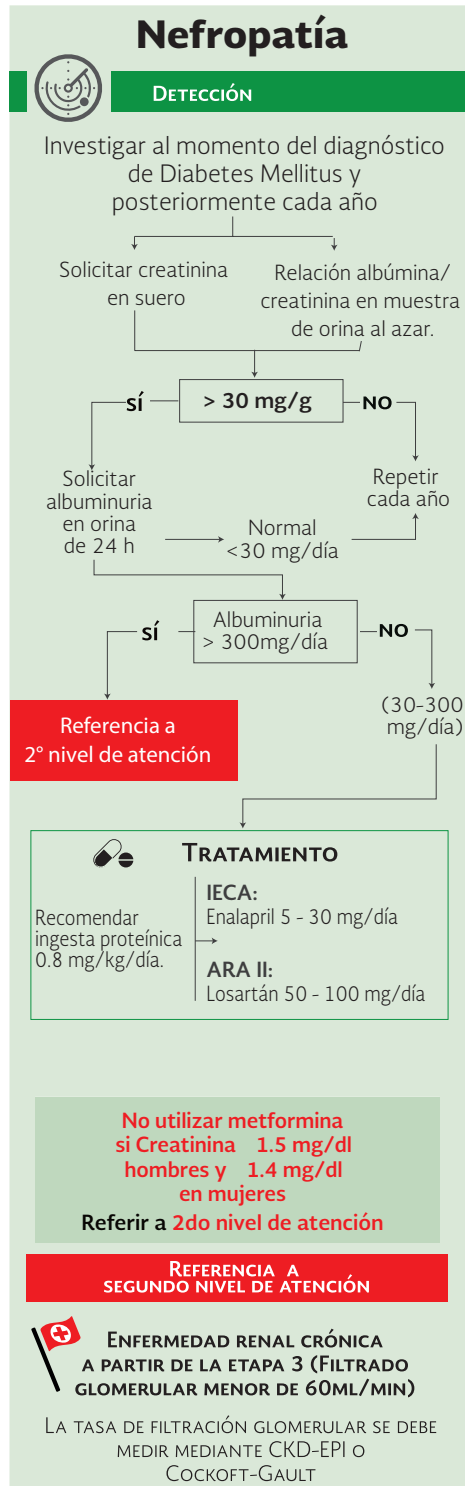 Nefropatía
Detección
Investigar al momento del diagnóstico
de Diabetes Mellitus y
posteriormente cada año
Solicitar creatinina
en suero
Relación albúmina/
creatinina en muestra
de orina al azar.
SÍ
> 30 mg/g
NO
Solicitar
albuminuria
en orina
de 24 h
Normal
<30 mg/día
Repetir
cada año
SÍ
Albuminuria
> 300mg/día
NO
Referencia a
2° nivel de atención
(30-300
mg/día)
Tratamiento
Recomendar
ingesta proteínica
0.8 mg/kg/día.
IECA:
Enalapril 5 - 30 mg/día
ARA II:
Losartán 50 - 100 mg/día
No utilizar metformina
si Creatinina 1.5 mg/dl
hombres y 1.4 mg/dl
en mujeres
Referir a 2do nivel de atención
Referencia a
segundo nivel de atención
Enfermedad renal crónica
a partir de la etapa 3 (Filtrado
glomerular menor de 60ml/min)
La tasa de filtración glomerular se debe
medir mediante CKD-EPI o
Cockoft-Gault